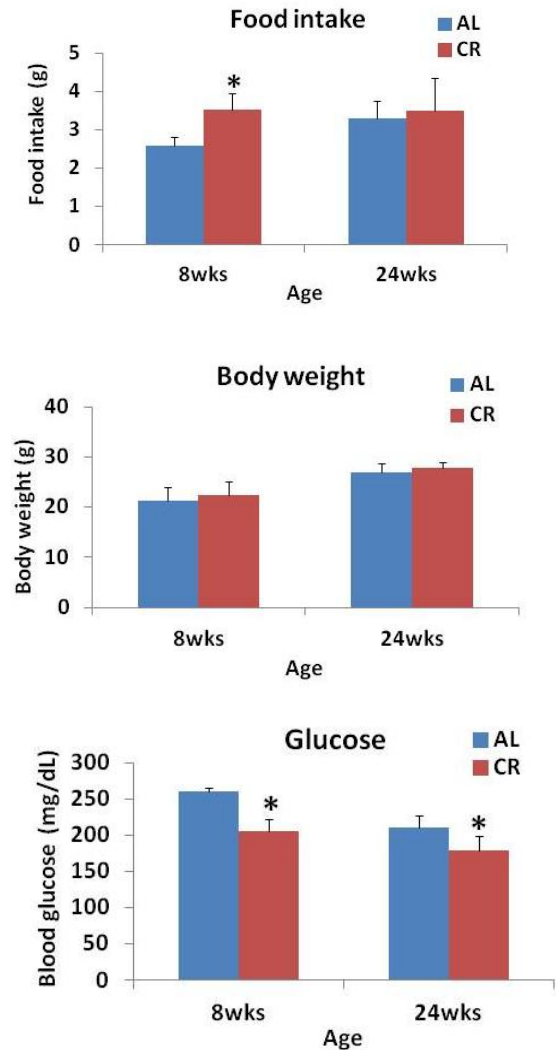 Food intake
AL
CR
Food intake (g)
5
4
3
2
1
0
*
8wks
24wks
Age
Body weight
AL
CR
Body weight (g)
40
30
20
10
0
8wks
24wks
Age
Glucose
AL
CR
Blood glucose (mg/dL)
300
250
200
150
100
50
0
*
*
8wks
24wks
Age